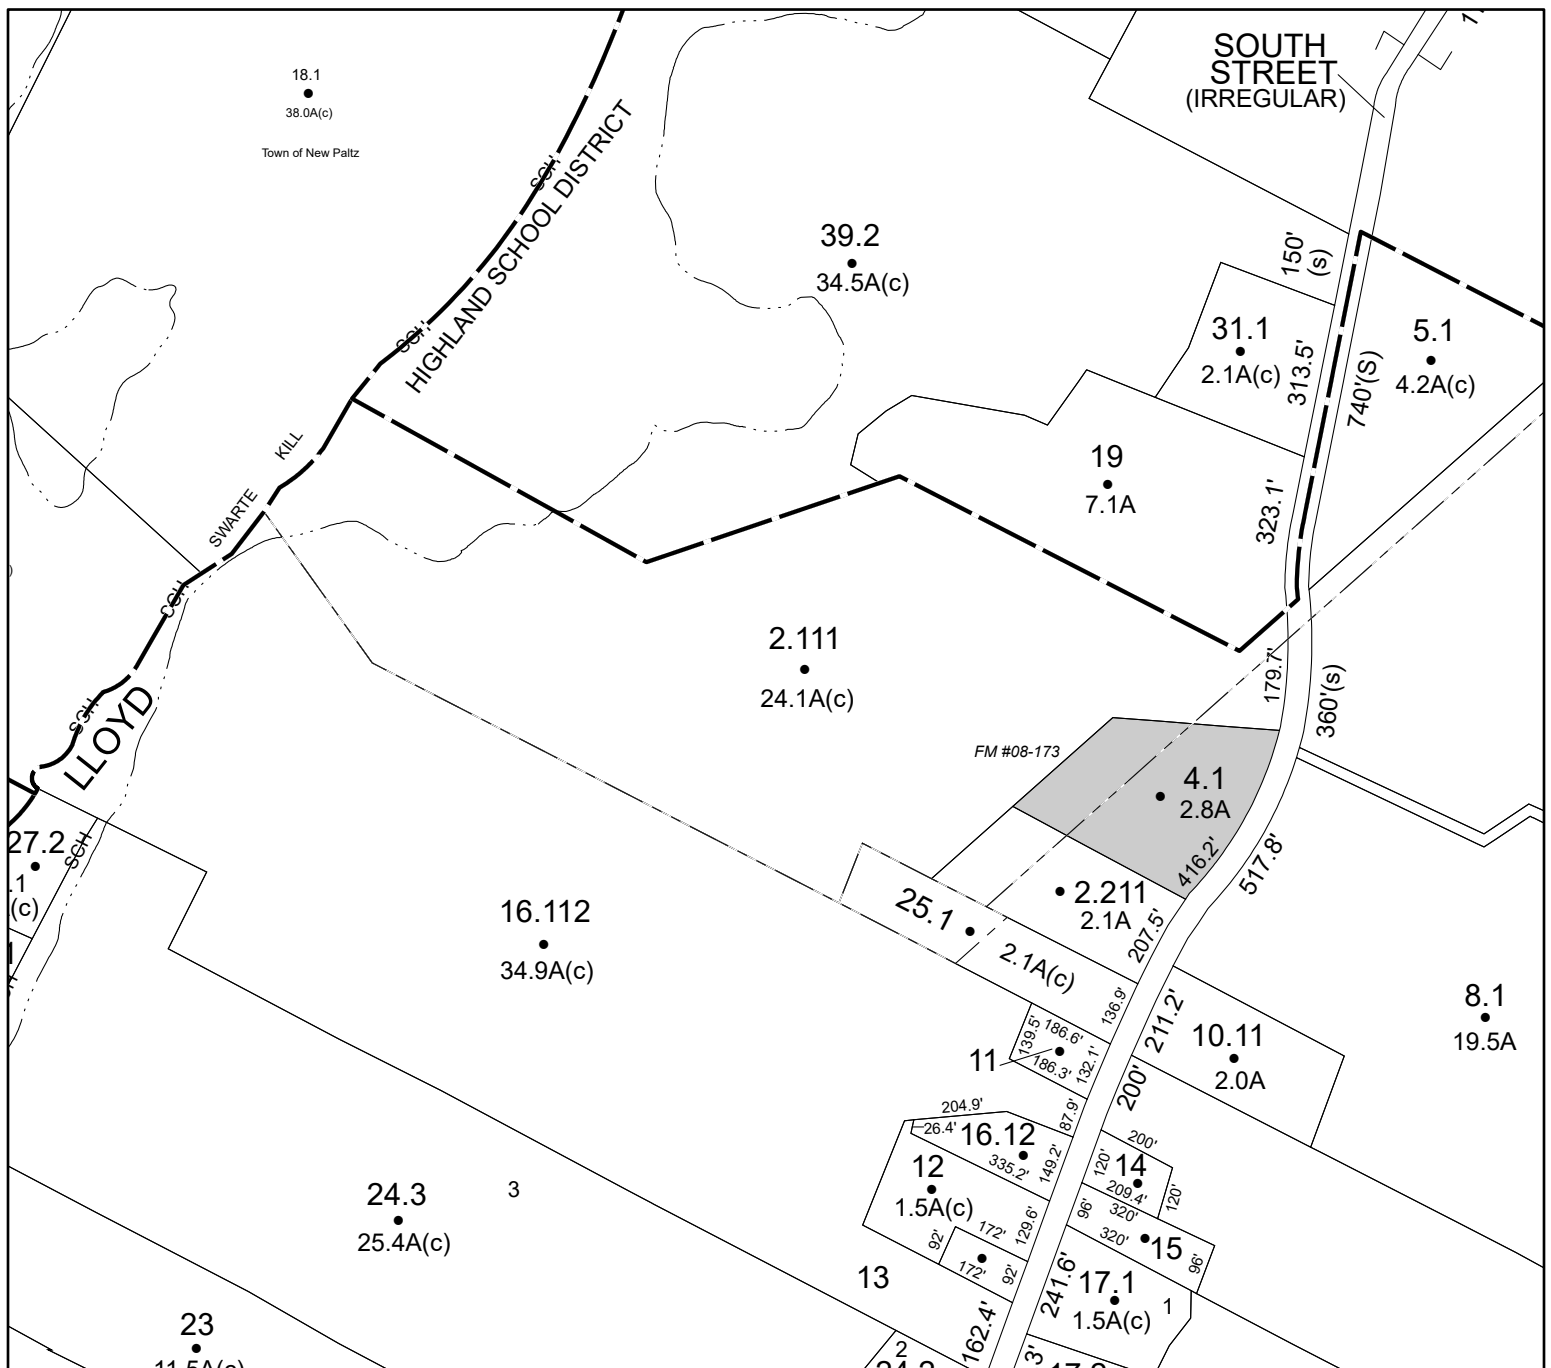 SOUTH
STREET
(IRREGULAR)
18.1
38.0A(c)
Town of New Paltz
SCH
HIGHLAND SCHOOL DISTRICT
SCH
39.2
34.5A(c)
150'
(s)
31.1
2.1A(c)
313.5'
740'(S)
5.1
4.2A(c)
19
7.1A
323.1'
KILL
SWARTE
SCH
SCH
LLOYD
SCH
2.111
24.1A(c)
179.7'
360'(s)
FM #08-173
4.1
2.8A
416.2'
517.8'
27.2
.1
(c)
2.211
2.1A
207.5'
25.1
2.1A(c)
16.112
34.9A(c)
136.9'
211.2'
10.11
2.0A
8.1
19.5A
139.5'
186.6'
186.3'
132.1'
11
200'
87.9'
204.9'
26.4'
16.12
335.2'
149.2'
12
1.5A(c)
129.6'
200'
120'
14
209.4'
120'
96'
320'
320'
15
96'
24.3
25.4A(c)
3
92'
172'
172'
92'
13
241.6'
17.1
1.5A(c)
1
162.4'
23
11.5A(c)
2
24.2
3'